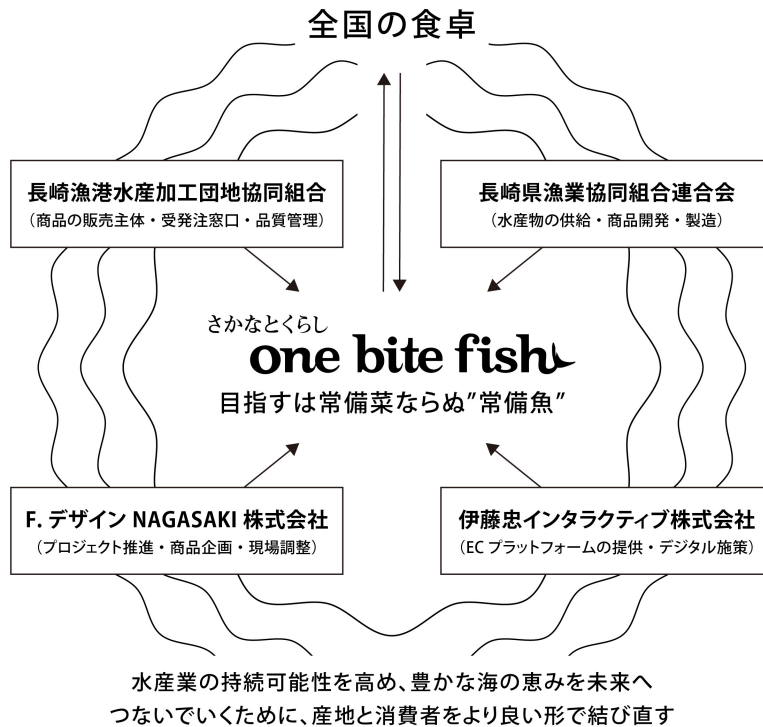 全国の食卓
長崎漁港水産加工団地協同組合
（商品の販売主体・受発注窓口・品質管理）
長崎県漁業協同組合連合会
（水産物の供給・商品開発・製造）
さかなとくらし
one bite fish
目指すは常備菜ならぬ”常備魚”
F. デザイン NAGASAKI 株式会社
（プロジェクト推進・商品企画・現場調整）
伊藤忠インタラクティブ株式会社
（EC プラットフォームの提供・デジタル施策）
水産業の持続可能性を高め、豊かな海の恵みを未来へ
つないでいくために、産地と消費者をより良い形で結び直す